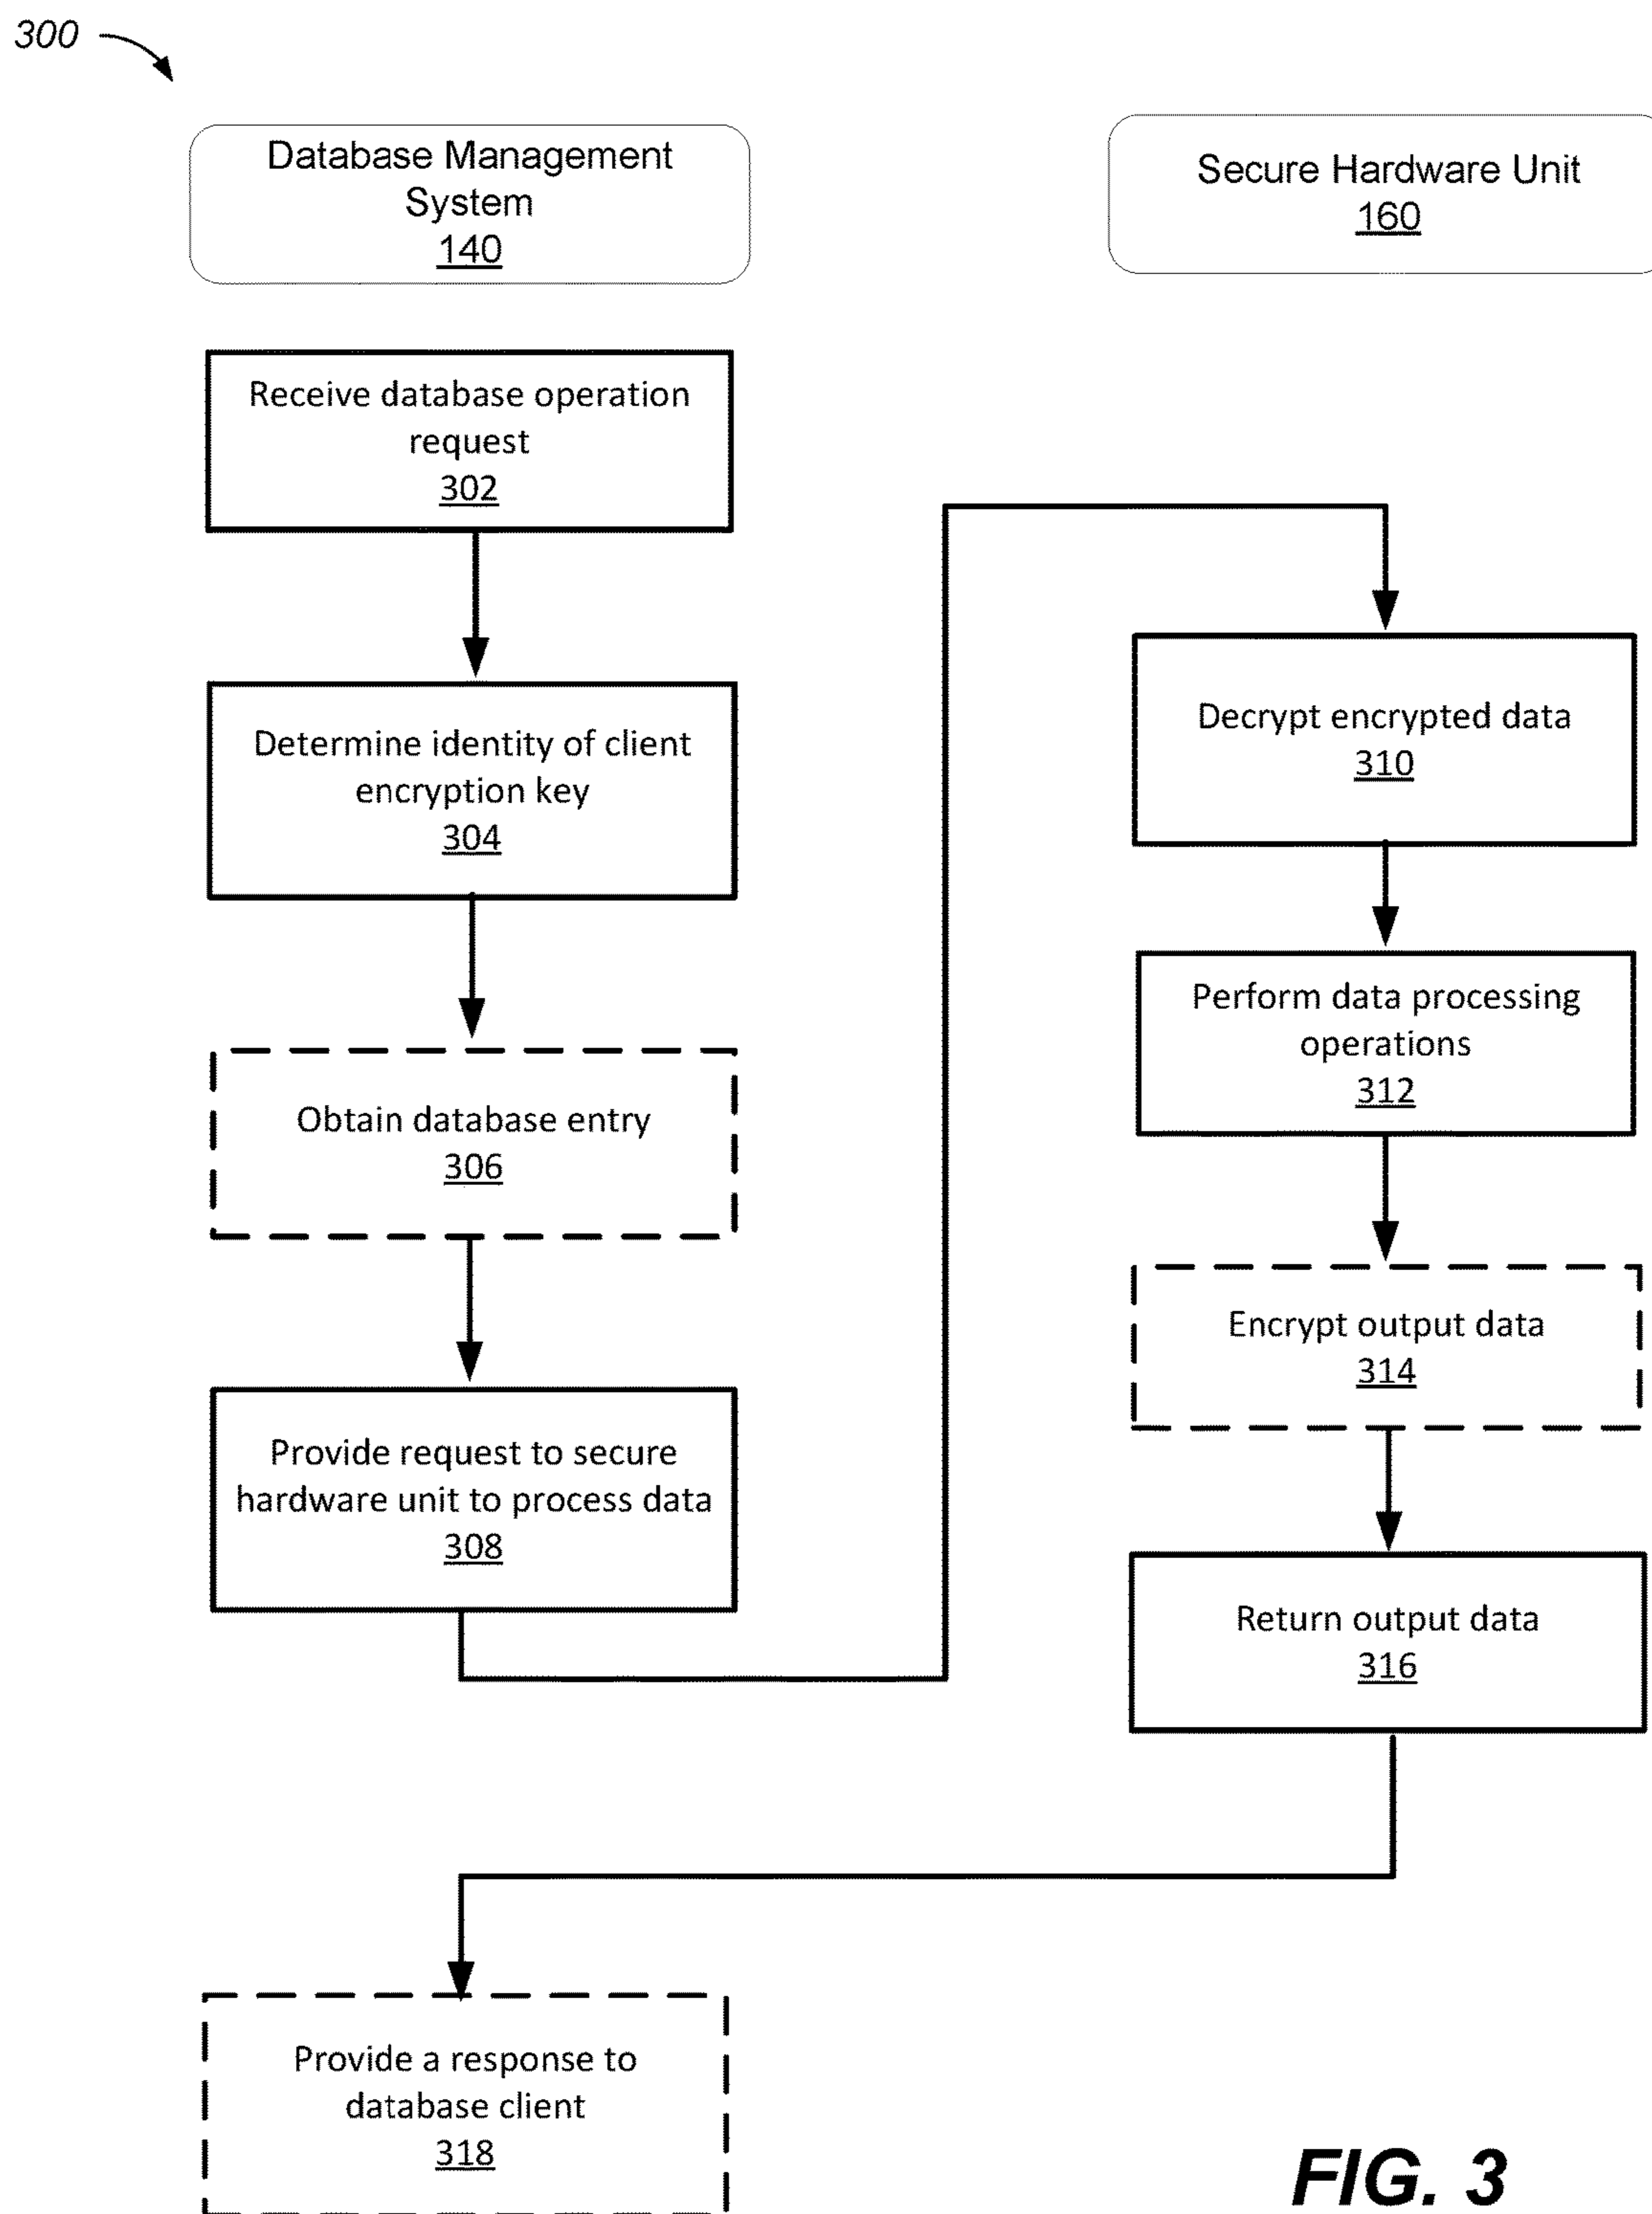 300
Database Management
System
140
Secure Hardware Unit
160
Receive database operation
request
302
Determine identity of client
encryption key
304
Obtain database entry
306
Provide request to secure
hardware unit to process data
308
Decrypt encrypted data
310
Perform data processing
operations
312
Encrypt output data
314
Return output data
316
Provide a response to
database client
318
FIG. 3